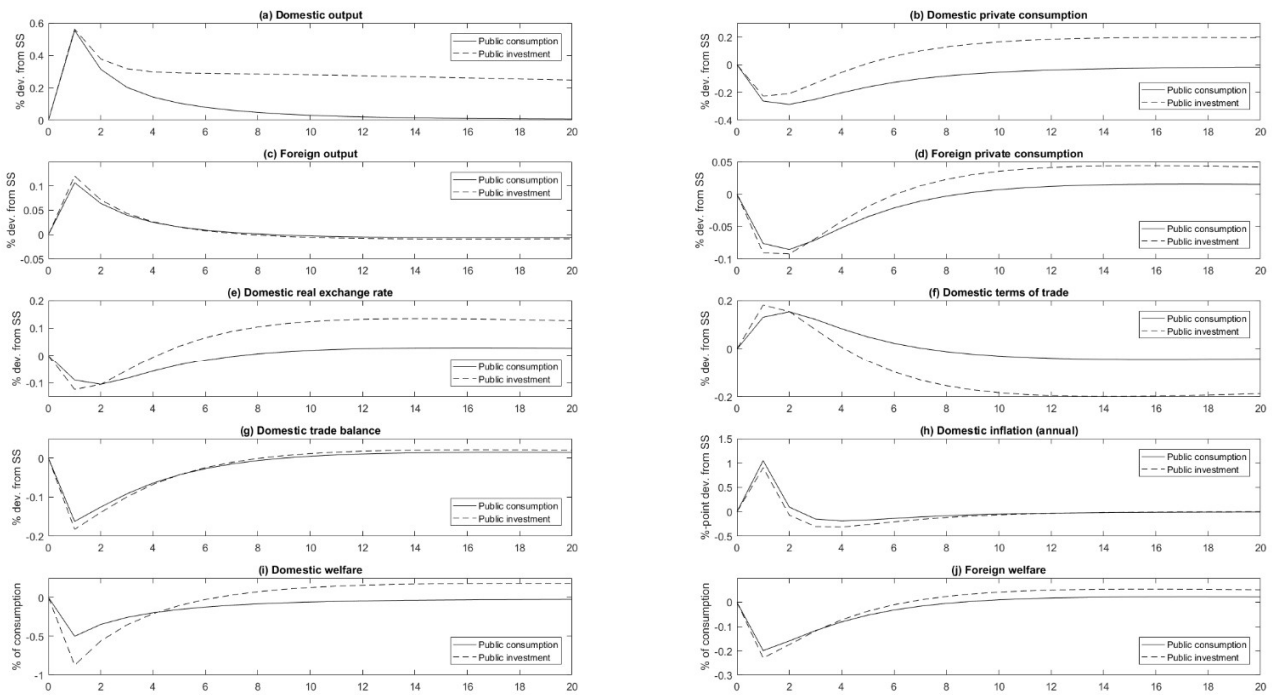 (a) Domestic output
% dev. from SS
0.6
0.4
0.2
0
Public consumption
Public investment
0 2 4 6 8 10 12 14 16 18 20
(b) Domestic private consumption
% dev. from SS
0.2
0
-0.2
-0.4
Public consumption
Public investment
0 2 4 6 8 10 12 14 16 18 20
(c) Foreign output
% dev. from SS
0.1
0.05
0
-0.05
Public consumption
Public investment
0 2 4 6 8 10 12 14 16 18 20
(d) Foreign private consumption
% dev. from SS
0.05
0
-0.05
-0.1
Public consumption
Public investment
0 2 4 6 8 10 12 14 16 18 20
(e) Domestic real exchange rate
% dev. from SS
0.2
0.1
0
-0.1
Public consumption
Public investment
0 2 4 6 8 10 12 14 16 18 20
(f) Domestic terms of trade
% dev. from SS
0.2
0
-0.2
Public consumption
Public investment
0 2 4 6 8 10 12 14 16 18 20
(g) Domestic trade balance
% dev. from SS
0
-0.1
-0.2
Public consumption
Public investment
0 2 4 6 8 10 12 14 16 18 20
(h) Domestic inflation (annual)
%-point dev. from SS
1.5
1
0.5
0
-0.5
Public consumption
Public investment
0 2 4 6 8 10 12 14 16 18 20
(i) Domestic welfare
% of consumption
0
-0.5
-1
Public consumption
Public investment
0 2 4 6 8 10 12 14 16 18 20
(j) Foreign welfare
% of consumption
0.1
0
-0.1
-0.2
-0.3
Public consumption
Public investment
0 2 4 6 8 10 12 14 16 18 20